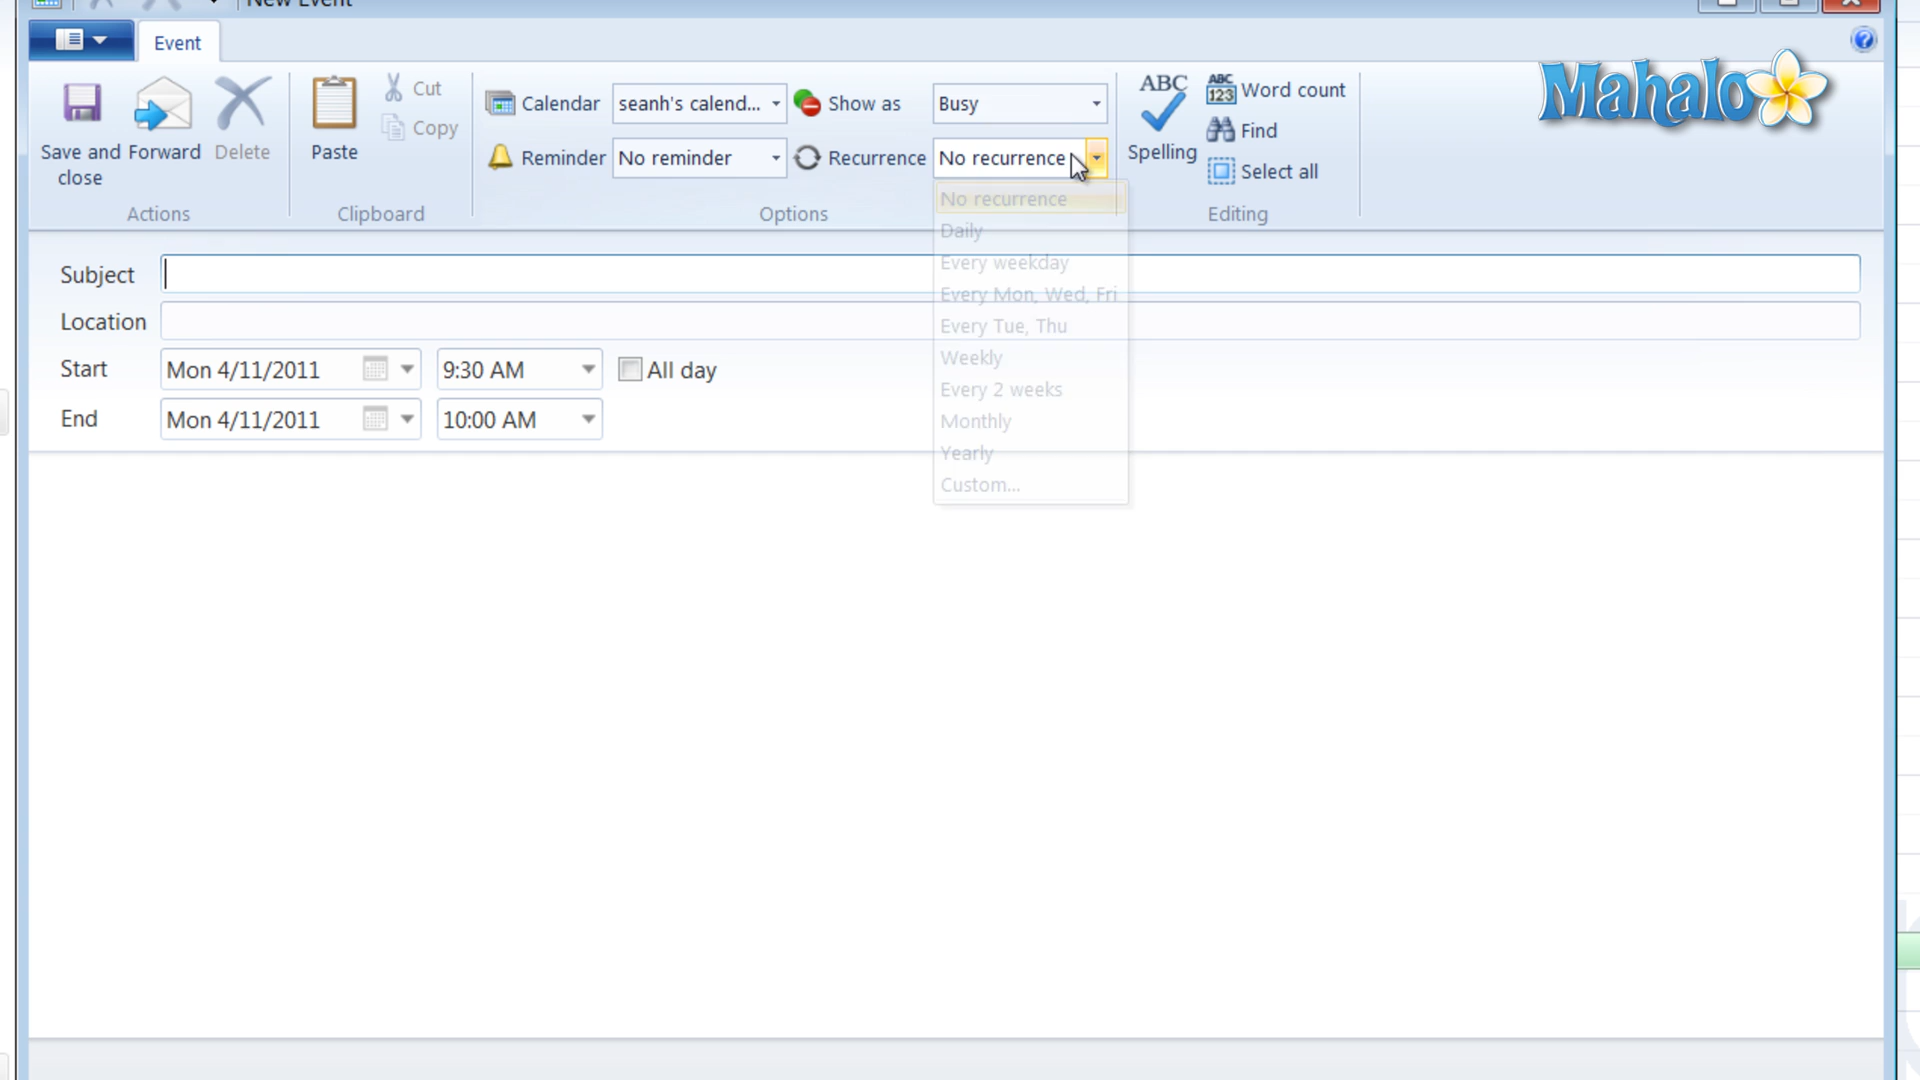 New Event
Event
Mahalo
Save and close
Forward
Delete
Actions
Paste
Cut
Copy
Clipboard
Calendar
seanh's calend...
Show as
Busy
Reminder
No reminder
Recurrence
No recurrence
Options
ABC
Spelling
ABC
123
Word count
Find
Select all
Editing
No recurrence
Daily
Every weekday
Every Mon, Wed, Fri
Every Tue, Thu
Weekly
Every 2 weeks
Monthly
Yearly
Custom...
Subject
Location
Start
Mon 4/11/2011
9:30 AM
All day
End
Mon 4/11/2011
10:00 AM